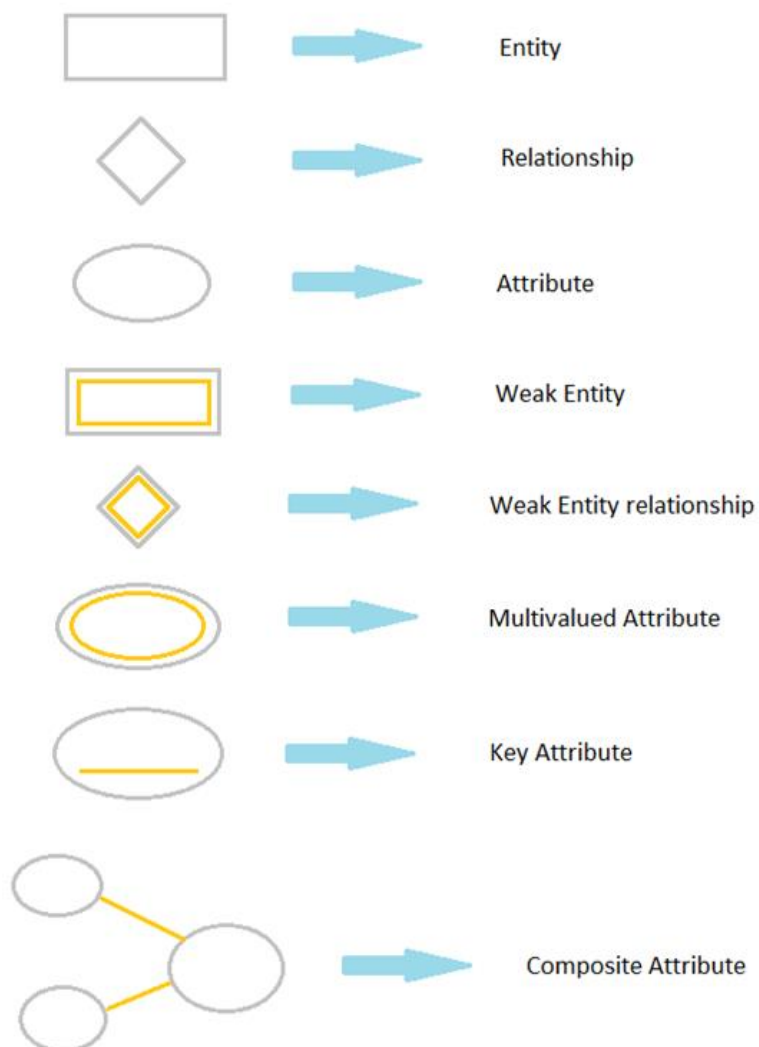 Entity
Relationship
Attribute
Weak Entity
Weak Entity relationship
Multivalued Attribute
Key Attribute
Composite Attribute